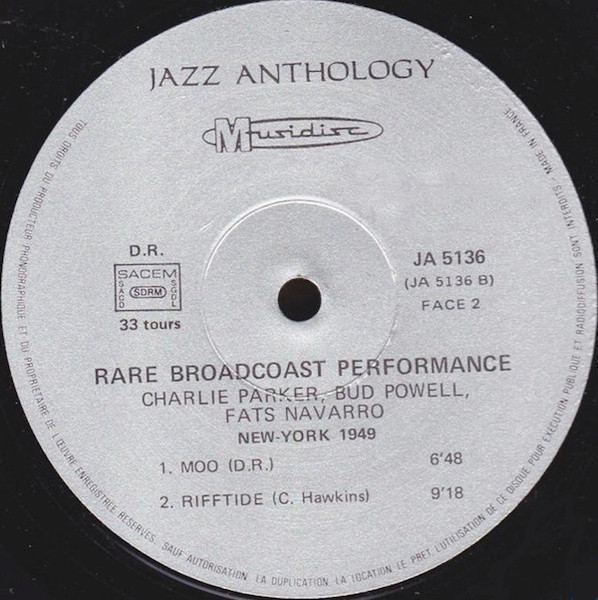 JAZZ ANTHOLOGY
Musidisc
D.R.
SACEM
SACD
SDRM
SGDL
33 tours
JA 5136
(JA 5136 B)
FACE 2
RARE BROADCOAST PERFORMANCE
CHARLIE PARKER, BUD POWELL,
FATS NAVARRO
NEW-YORK 1949
1. MOO (D.R.) 6'48
2. RIFFTIDE (C. Hawkins) 9'18
TOUS DROITS DU PRODUCTEUR PHONOGRAPHIQUE ET DU PROPRIETAIRE DE L'ŒUVRE ENREGISTREE RESERVES. SAUF AUTORISATION. LA DUPLICATION. LA LOCATION. LE PRET. L'UTILISATION DE CE DISQUE POUR EXECUTION PUBLIQUE ET RADIODIFFUSION SONT INTERDITS - MADE IN FRANCE